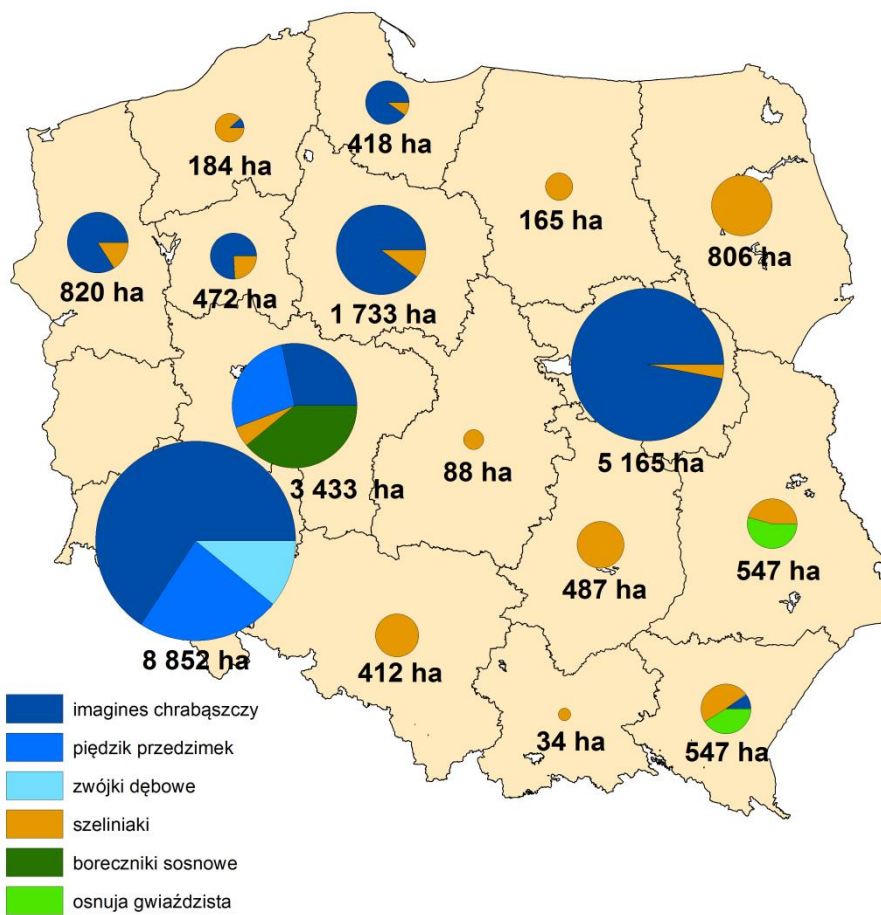 418 ha
184 ha
165 ha
806 ha
820 ha
472 ha
1 733 ha
5 165 ha
88 ha
3 433 ha
547 ha
487 ha
8 852 ha
412 ha
34 ha
547 ha
imagines chrabąszczy
piędzik przedzimek
zwójki dębowe
szeliniaki
boreczniki sosnowe
osnuja gwiaździsta